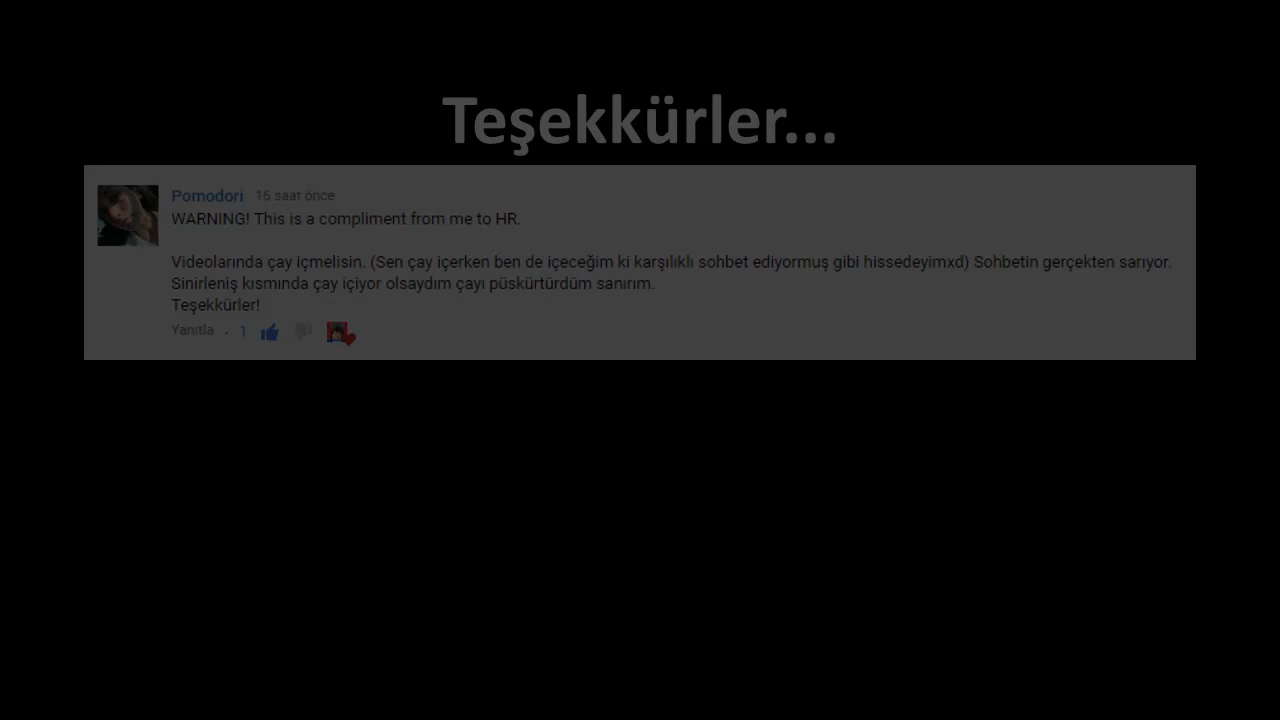 Teşekkürler...
Pomodori 16 saat önce
WARNING! This is a compliment from me to HR.
Videolarında çay içmelisin. (Sen çay içerken ben de içeceğim ki karşılıklı sohbet ediyormuş gibi hissedeyimxd) Sohbetin gerçekten sarıyor.
Sinirleniş kısmında çay içiyor olsaydım çayı püskürtürdüm sanırım.
Teşekkürler!
Yanıtla · 1